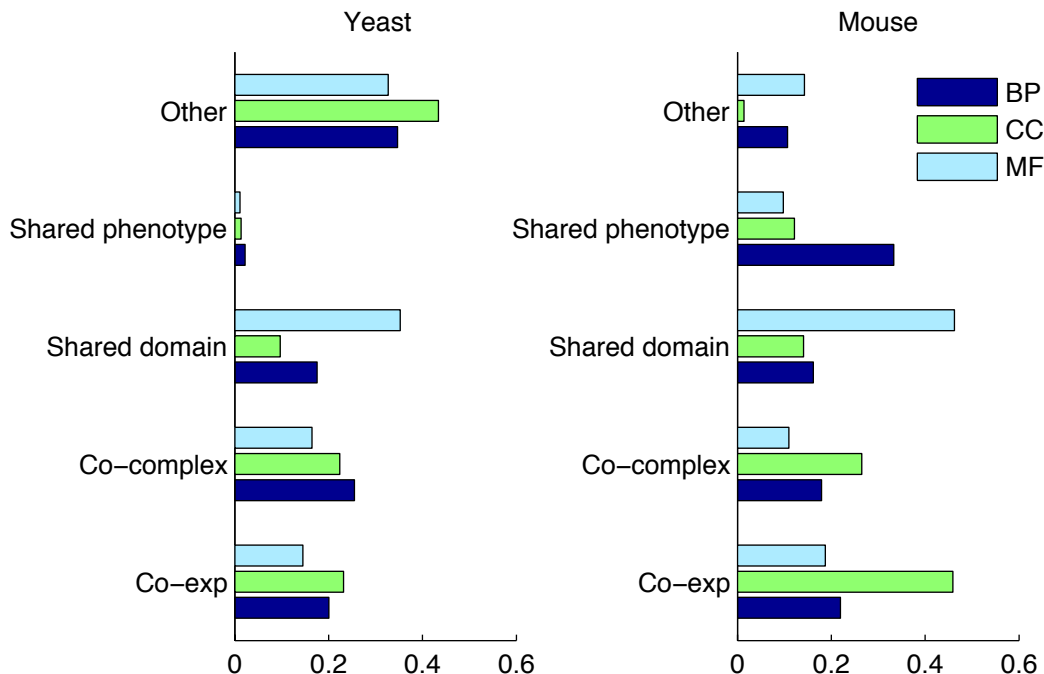 Yeast
Other
Shared phenotype
Shared domain
Co−complex
Co−exp
0 0.2 0.4 0.6
Mouse
BP
CC
MF
Other
Shared phenotype
Shared domain
Co−complex
Co−exp
0 0.2 0.4 0.6